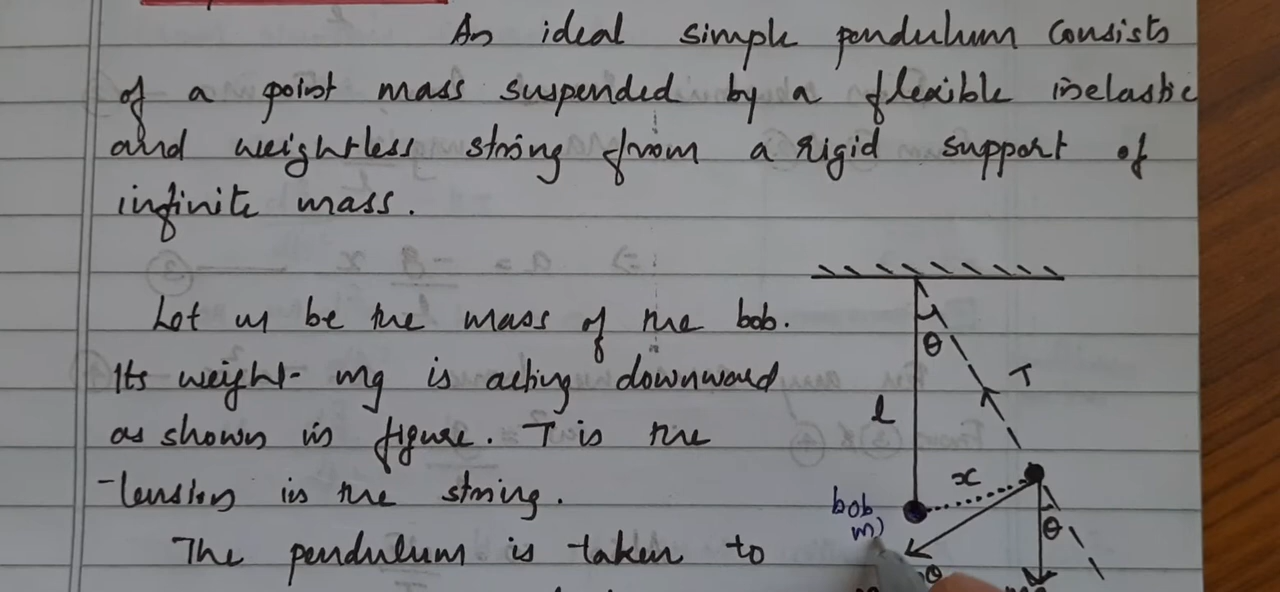 An ideal simple pendulum consists
of a point mass suspended by a flexible inelastic
and weightless string from a rigid support of
infinite mass.
Let m be the mass of the bob.
Its weight mg is acting downward
as shown in figure. T is the
tension in the string.
The pendulum is taken to
θ
T
l
x
bob
m)
θ
θ